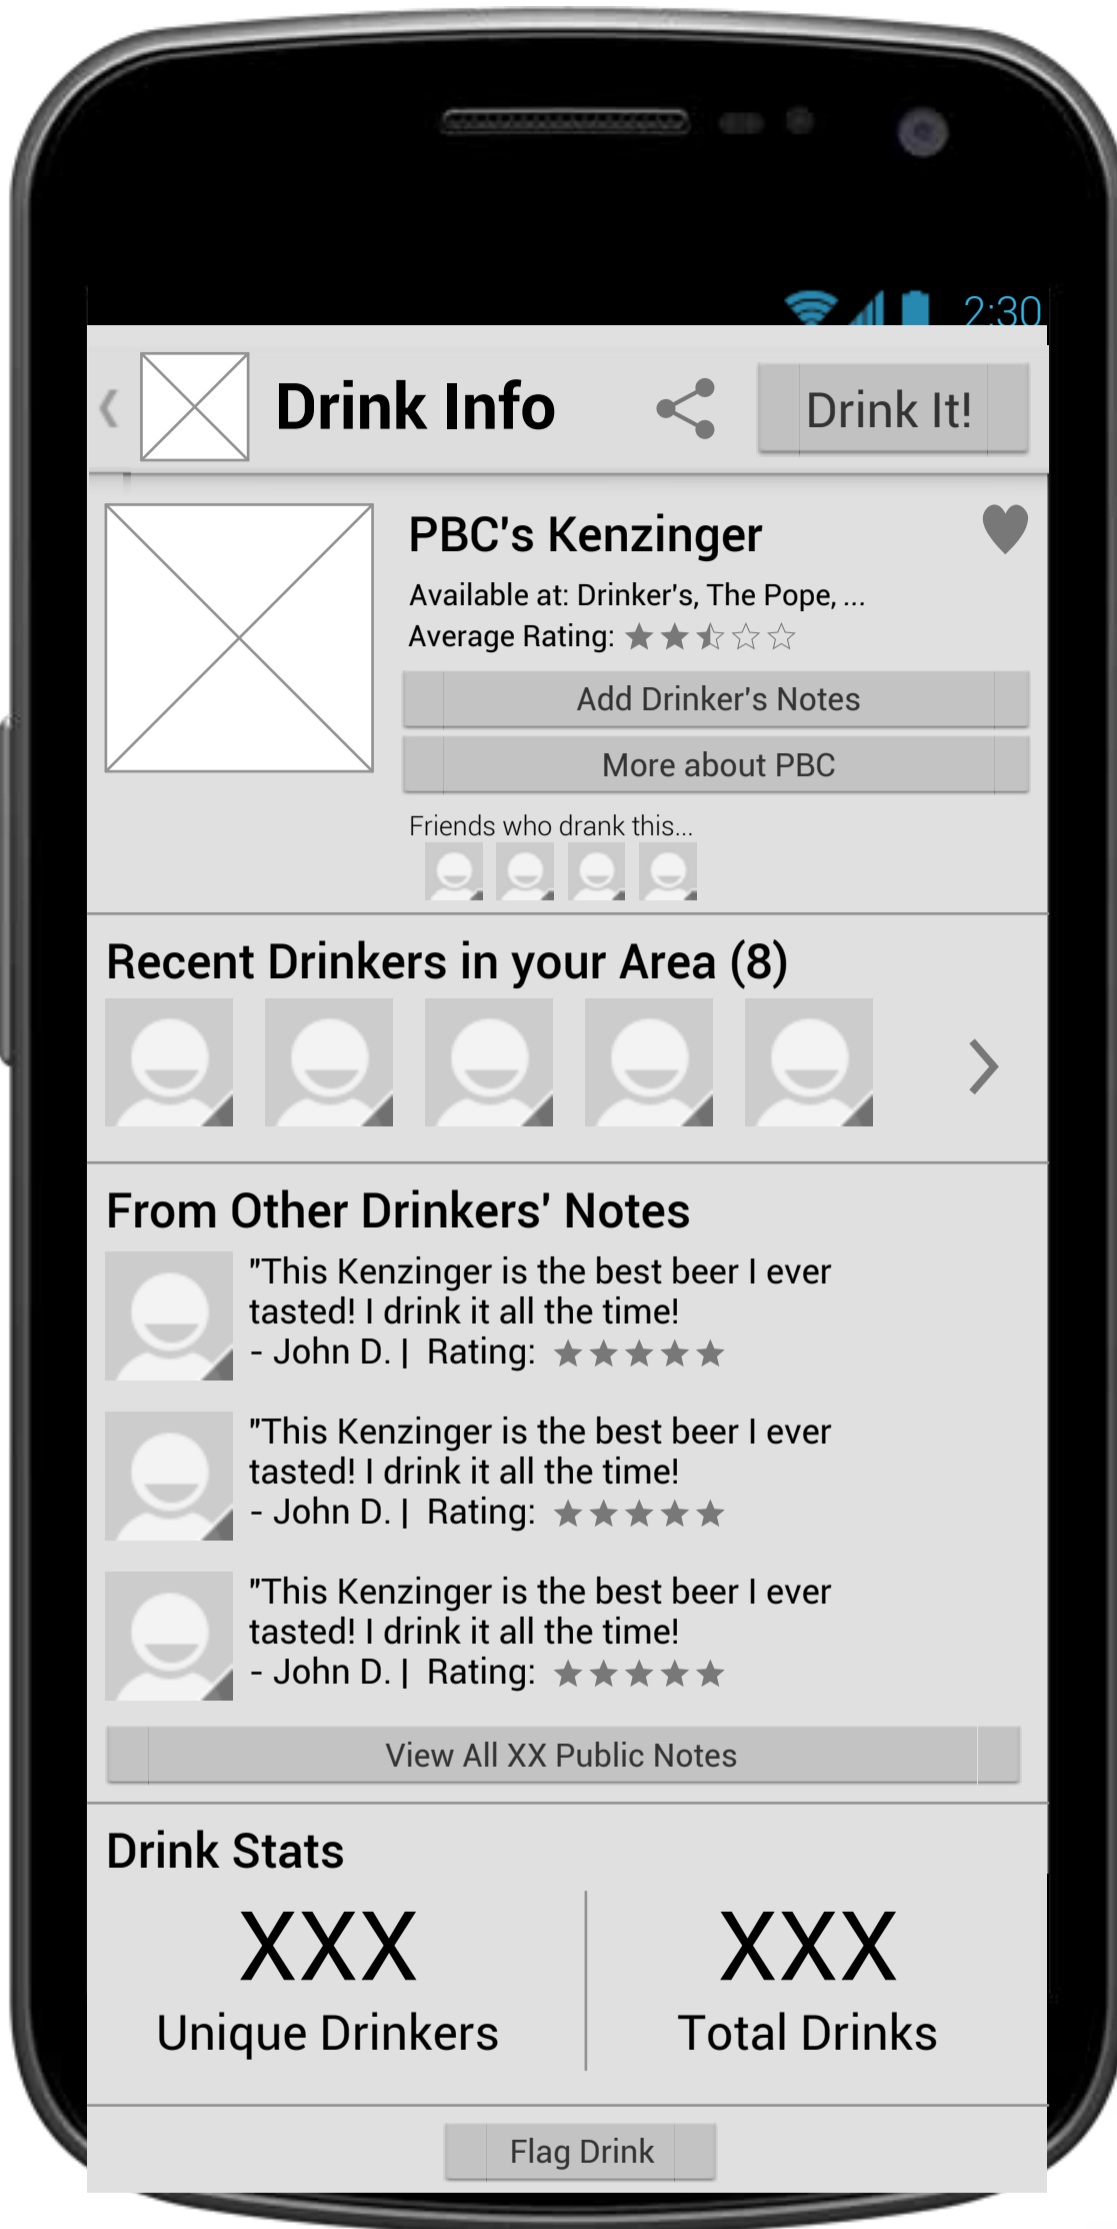 2:30
Drink Info
Drink It!
PBC's Kenzinger
Available at: Drinker's, The Pope, ...
Average Rating:
Add Drinker's Notes
More about PBC
Friends who drank this...
Recent Drinkers in your Area (8)
From Other Drinkers' Notes
"This Kenzinger is the best beer I ever
tasted! I drink it all the time!
- John D. | Rating:
"This Kenzinger is the best beer I ever
tasted! I drink it all the time!
- John D. | Rating:
"This Kenzinger is the best beer I ever
tasted! I drink it all the time!
- John D. | Rating:
View All XX Public Notes
Drink Stats
XXX
Unique Drinkers
XXX
Total Drinks
Flag Drink